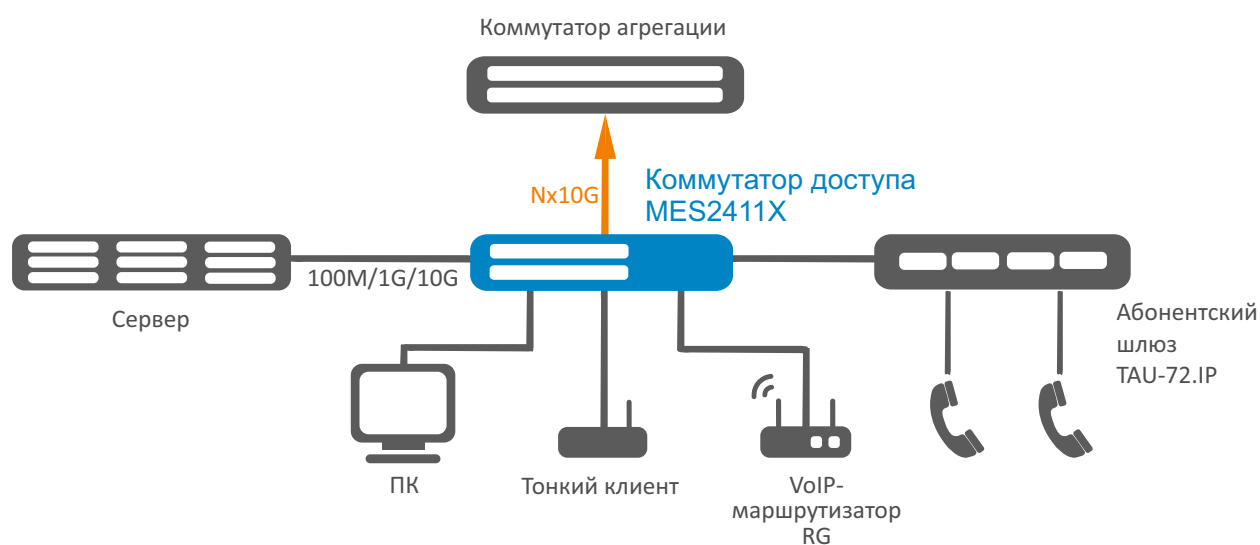 Коммутатор агрегации
Nx10G
Коммутатор доступа
MES2411X
100M/1G/10G
Сервер
Абонентский
шлюз
TAU-72.IP
ПК
Тонкий клиент
VoIP-
маршрутизатор
RG